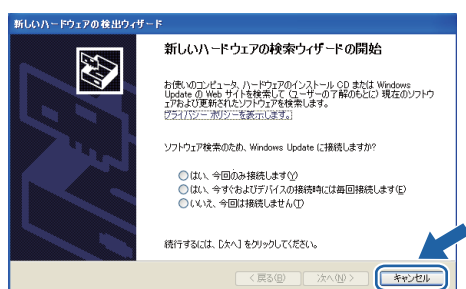 新しいハードウェアの検出ウィザード
新しいハードウェアの検索ウィザードの開始
お使いのコンピュータ、ハードウェアのインストール CD または Windows
Update の Web サイトを検索して (ユーザーの了解のもとに) 現在のソフトウ
ェアおよび更新されたソフトウェアを検索します。
プライバシー ポリシーを表示します。
ソフトウェア検索のため、Windows Update に接続しますか?
はい、今回のみ接続します(Y)
はい、今すぐおよびデバイスの接続時には毎回接続します(E)
いいえ、今回は接続しません(T)
続行するには、[次へ] をクリックしてください。
< 戻る(B) 次へ(N) > キャンセル